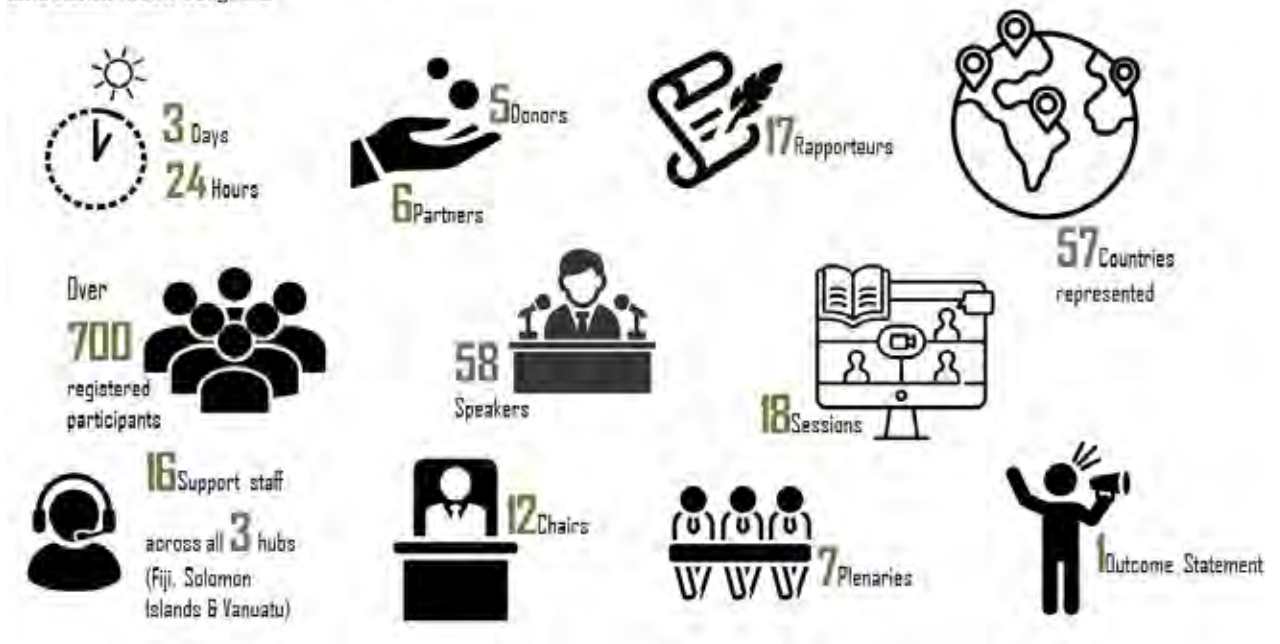 3 Days
24 Hours
5 Donors
6 Partners
17 Rapporteurs
57 Countries
represented
Over
700
registered
participants
58
Speakers
18 Sessions
16 Support staff
across all 3 hubs
(Fiji, Solomon
Islands & Vanuatu)
12 Chairs
7 Plenaries
1 Outcome Statement